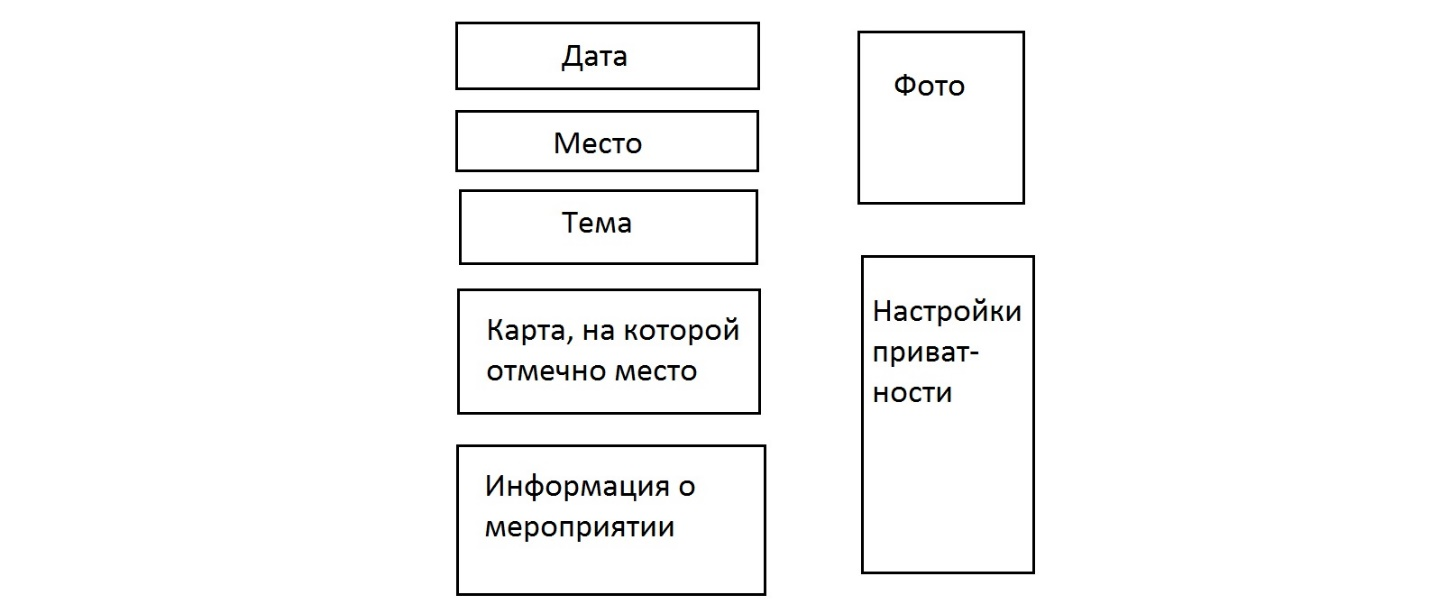 Дата
Место
Тема
Карта, на которой
отмечно место
Информация о
мероприятии
Фото
Настройки
приват-
ности